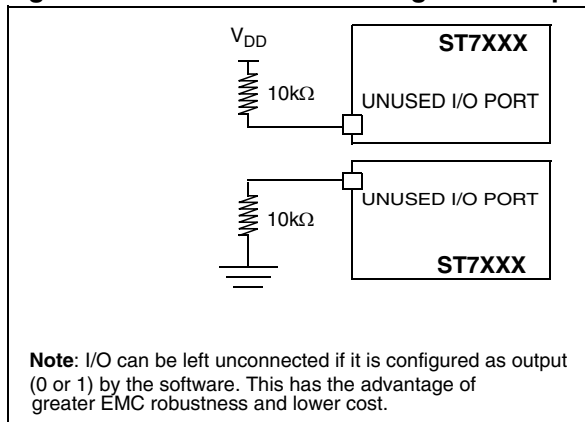 V_DD
ST7XXX
10kΩ
UNUSED I/O PORT
UNUSED I/O PORT
10kΩ
ST7XXX
Note: I/O can be left unconnected if it is configured as output
(0 or 1) by the software. This has the advantage of
greater EMC robustness and lower cost.